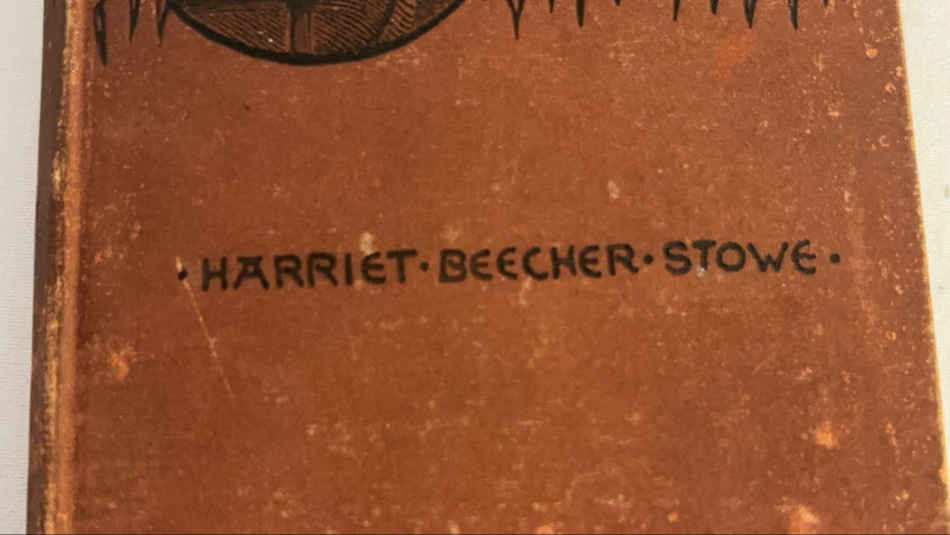 · HARRIET · BEECHER · STOWE ·